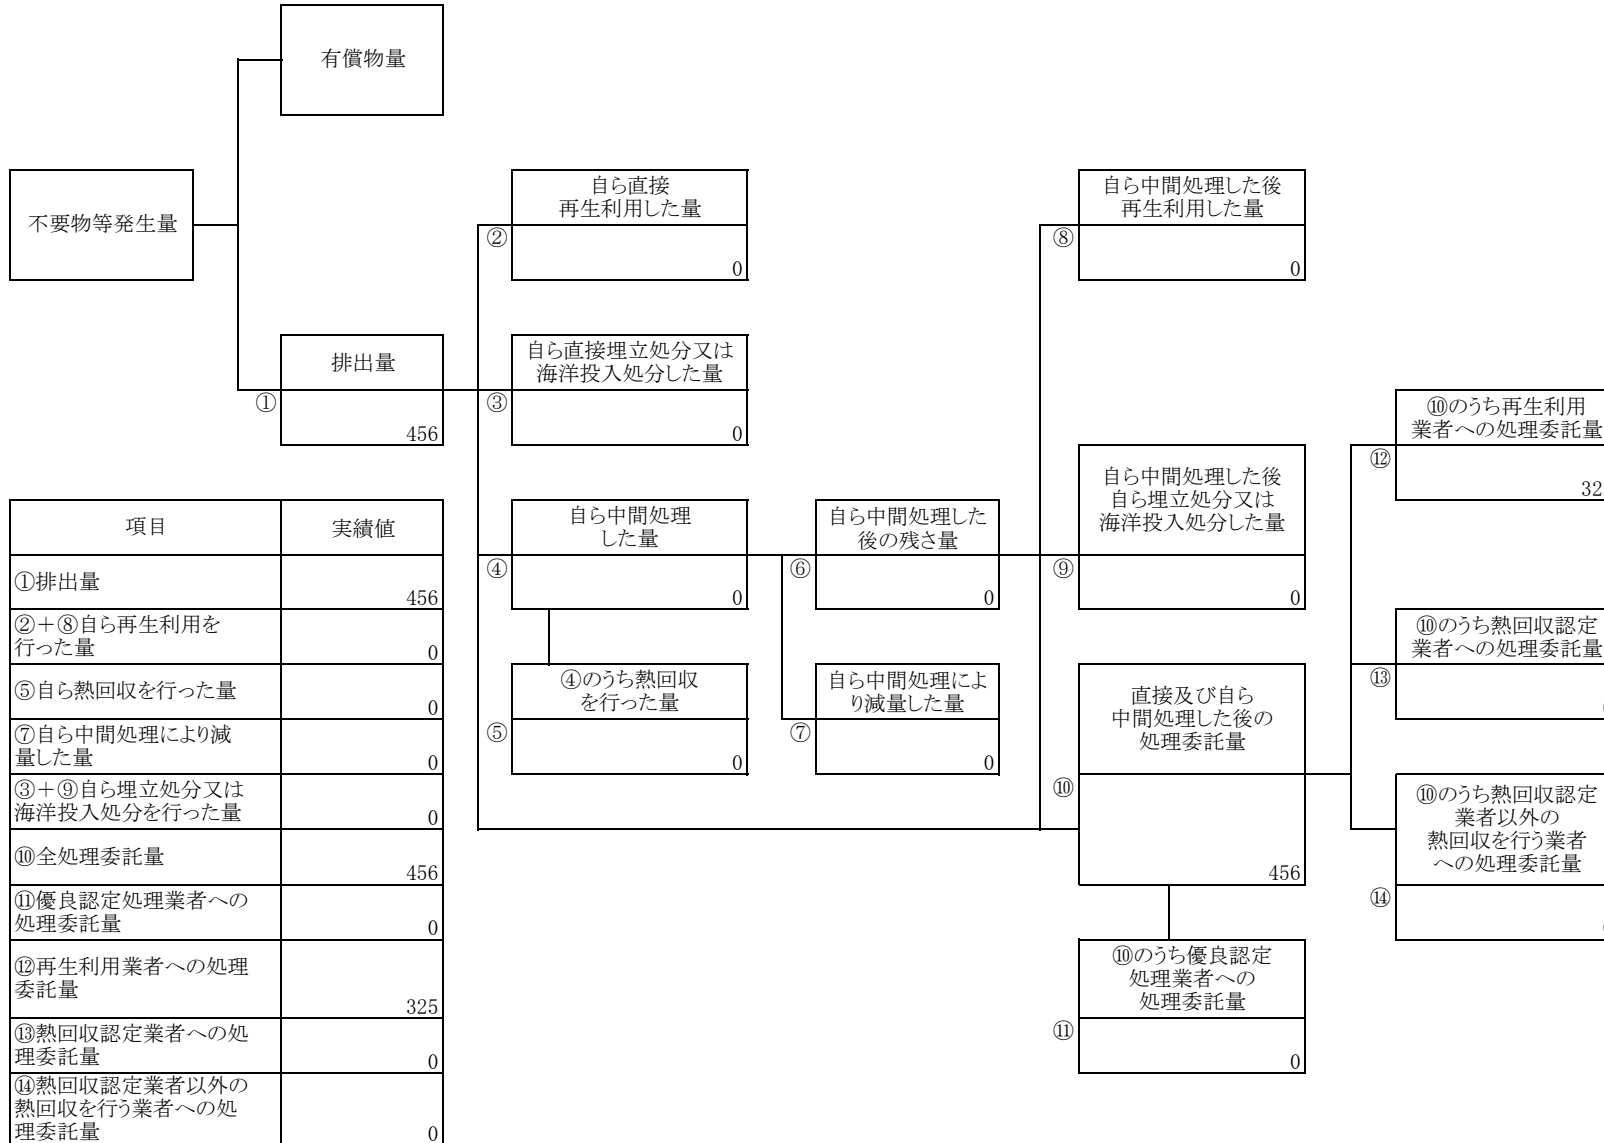 有償物量
不要物等発生量
自ら直接
再生利用した量
②
0
自ら中間処理した後
再生利用した量
⑧
0
排出量
①
456
自ら直接埋立処分又は
海洋投入処分した量
③
0
⑩のうち再生利用
業者への処理委託量
⑫
自ら中間処理
した量
④
0
自ら中間処理した
後の残さ量
⑥
0
自ら中間処理した後
自ら埋立処分又は
海洋投入処分した量
⑨
0
⑩のうち熱回収認定
業者への処理委託量
⑬
④のうち熱回収
を行った量
⑤
0
自ら中間処理によ
り減量した量
⑦
0
直接及び自ら
中間処理した後の
処理委託量
⑩
456
⑩のうち熱回収認定
業者以外の
熱回収を行う業者
への処理委託量
⑭
⑩のうち優良認定
処理業者への
処理委託量
⑪
0
項目 実績値
①排出量 456
②＋⑧自ら再生利用を
行った量 0
⑤自ら熱回収を行った量 0
⑦自ら中間処理により減
量した量 0
③＋⑨自ら埋立処分又は
海洋投入処分を行った量 0
⑩全処理委託量 456
⑪優良認定処理業者への
処理委託量 0
⑫再生利用業者への処理
委託量 325
⑬熱回収認定業者への処
理委託量 0
⑭熱回収認定業者以外の
熱回収を行う業者への処
理委託量 0